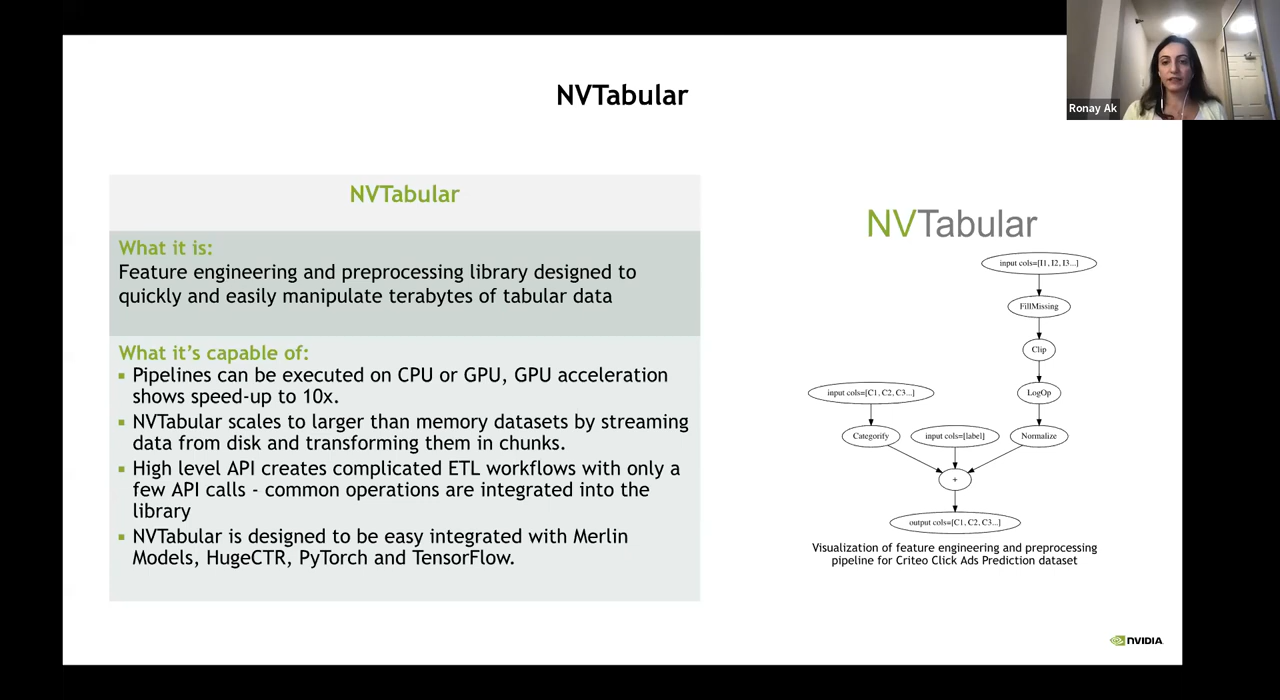 NVTabular
Ronay Ak
NVTabular
What it is:
Feature engineering and preprocessing library designed to
quickly and easily manipulate terabytes of tabular data
What it’s capable of:
Pipelines can be executed on CPU or GPU, GPU acceleration
shows speed-up to 10x.
NVTabular scales to larger than memory datasets by streaming
data from disk and transforming them in chunks.
High level API creates complicated ETL workflows with only a
few API calls - common operations are integrated into the
library
NVTabular is designed to be easy integrated with Merlin
Models, HugeCTR, PyTorch and TensorFlow.
NVTabular
input cols=[I1, I2, I3...]
FillMissing
Clip
input cols=[C1, C2, C3...]
LogOp
Categorify
input cols=[label]
Normalize
+
output cols=[C1, C2, C3...]
Visualization of feature engineering and preprocessing
pipeline for Criteo Click Ads Prediction dataset
NVIDIA